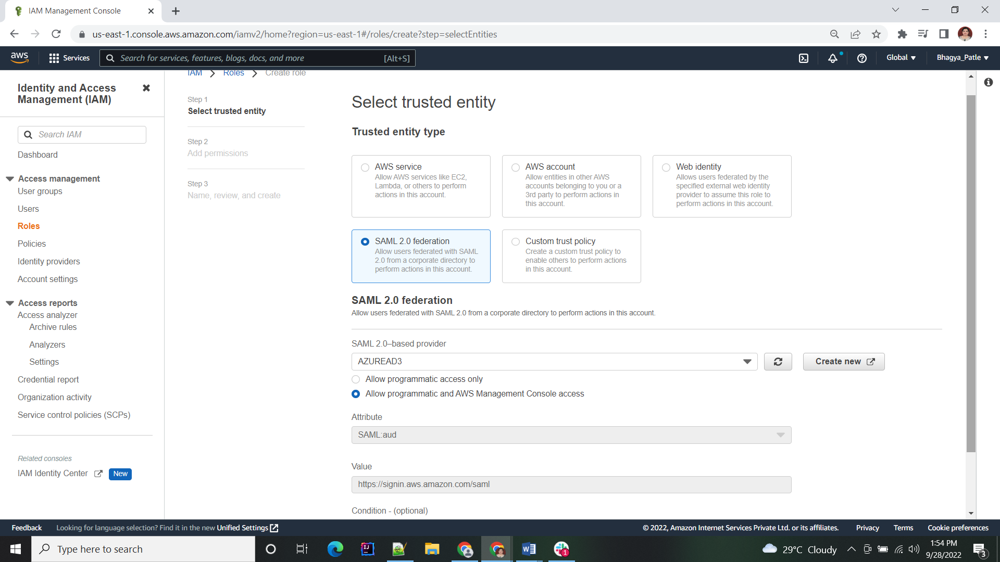 IAM Management Console
us-east-1.console.aws.amazon.com/iamv2/home?region=us-east-1#/roles/create?step=selectEntities
aws
Services
Search for services, features, blogs, docs, and more
[Alt+S]
Global
Bhagya_Patle
Identity and Access
Management (IAM)
Search IAM
Dashboard
Access management
User groups
Users
Roles
Policies
Identity providers
Account settings
Access reports
Access analyzer
Archive rules
Analyzers
Settings
Credential report
Organization activity
Service control policies (SCPs)
Related consoles
IAM Identity Center
New
IAM
Roles
Create role
Step 1
Select trusted entity
Step 2
Add permissions
Step 3
Name, review, and create
Select trusted entity
Trusted entity type
AWS service
Allow AWS services like EC2,
Lambda, or others to perform
actions in this account.
AWS account
Allow entities in other AWS
accounts belonging to you or a
3rd party to perform actions in
this account.
Web identity
Allows users federated by the
specified external web identity
provider to assume this role to
perform actions in this account.
SAML 2.0 federation
Allow users federated with SAML
2.0 from a corporate directory to
perform actions in this account.
Custom trust policy
Create a custom trust policy to
enable others to perform actions
in this account.
SAML 2.0 federation
Allow users federated with SAML 2.0 from a corporate directory to perform actions in this account.
SAML 2.0–based provider
AZUREAD3
Create new
Allow programmatic access only
Allow programmatic and AWS Management Console access
Attribute
SAML:aud
Value
https://signin.aws.amazon.com/saml
Condition - (optional)
Feedback
Looking for language selection? Find it in the new Unified Settings
© 2022, Amazon Internet Services Private Ltd. or its affiliates.
Privacy
Terms
Cookie preferences
Type here to search
IJ
W
1
29°C Cloudy
1:54 PM
9/28/2022
3